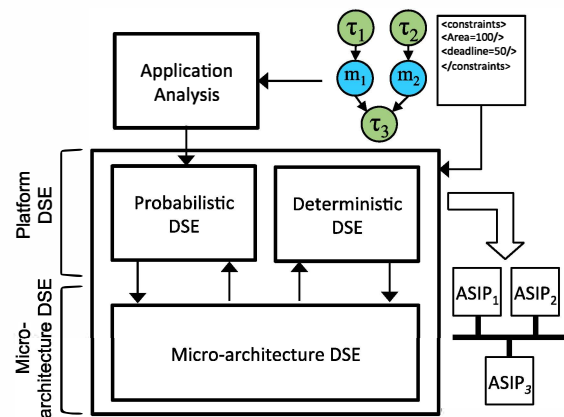 τ1 τ2
m1 m2
τ3
<constraints>
<Area=100/>
<deadline=50/>
</constraints>
Application
Analysis
Platform
DSE
Probabilistic
DSE
Deterministic
DSE
Micro-
architecture DSE
Micro-architecture DSE
ASIP1 ASIP2
ASIP3